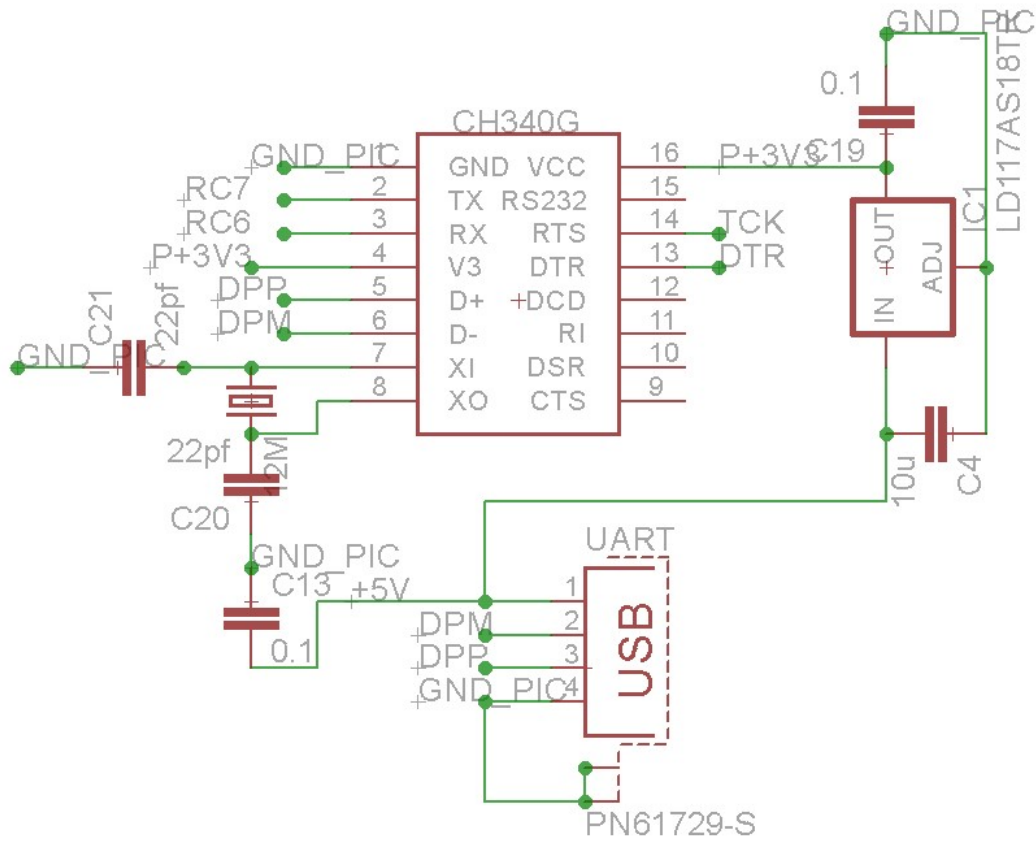 GND_PIC
LD117AS18TR
0.1
C19
IC1
OUT
ADJ
IN
10u
C4
CH340G
GND_PIC 1 GND VCC 16 P+3V3
RC7 2 TX RS232 15
RC6 3 RX RTS 14 TCK
P+3V3 4 V3 DTR 13 DTR
DPP 5 D+ DCD 12
DPM 6 D- RI 11
7 XI DSR 10
8 XO CTS 9
C21
22pf
GND_PIC
22pf
12M
C20
GND_PIC
C13
+5V
0.1
UART
1
DPM 2
DPP 3
GND_PIC 4
USB
PN61729-S